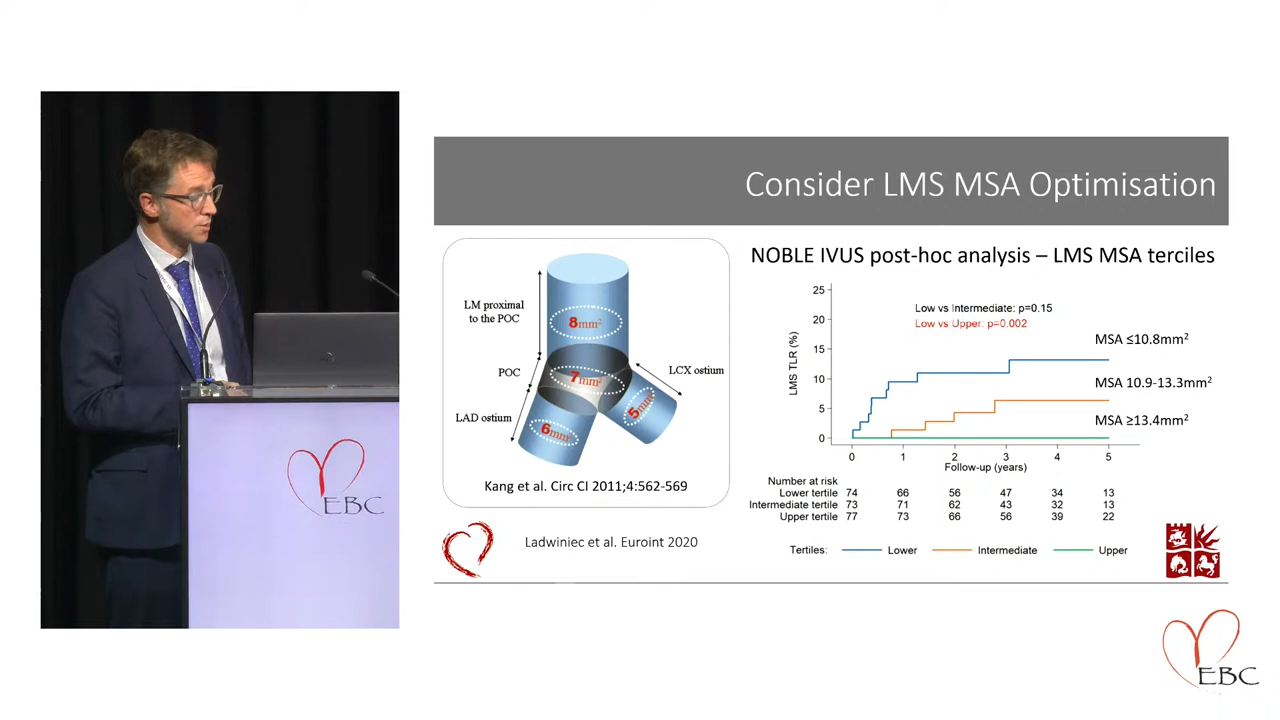 Consider LMS MSA Optimisation
LM proximal
to the POC
8mm²
POC
7mm²
LCX ostium
LAD ostium
6mm²
5mm²
Kang et al. Circ CI 2011;4:562-569
Ladwiniec et al. Euroint 2020
NOBLE IVUS post-hoc analysis – LMS MSA terciles
25
20
15
10
5
0
LMS TLR (%)
Low vs Intermediate: p=0.15
Low vs Upper: p=0.002
MSA ≤10.8mm²
MSA 10.9-13.3mm²
MSA ≥13.4mm²
0 1 2 3 4 5
Follow-up (years)
Number at risk
Lower tertile 74 66 56 47 34 13
Intermediate tertile 73 71 62 43 32 13
Upper tertile 77 73 66 56 39 22
Tertiles: Lower Intermediate Upper
EBC
EBC